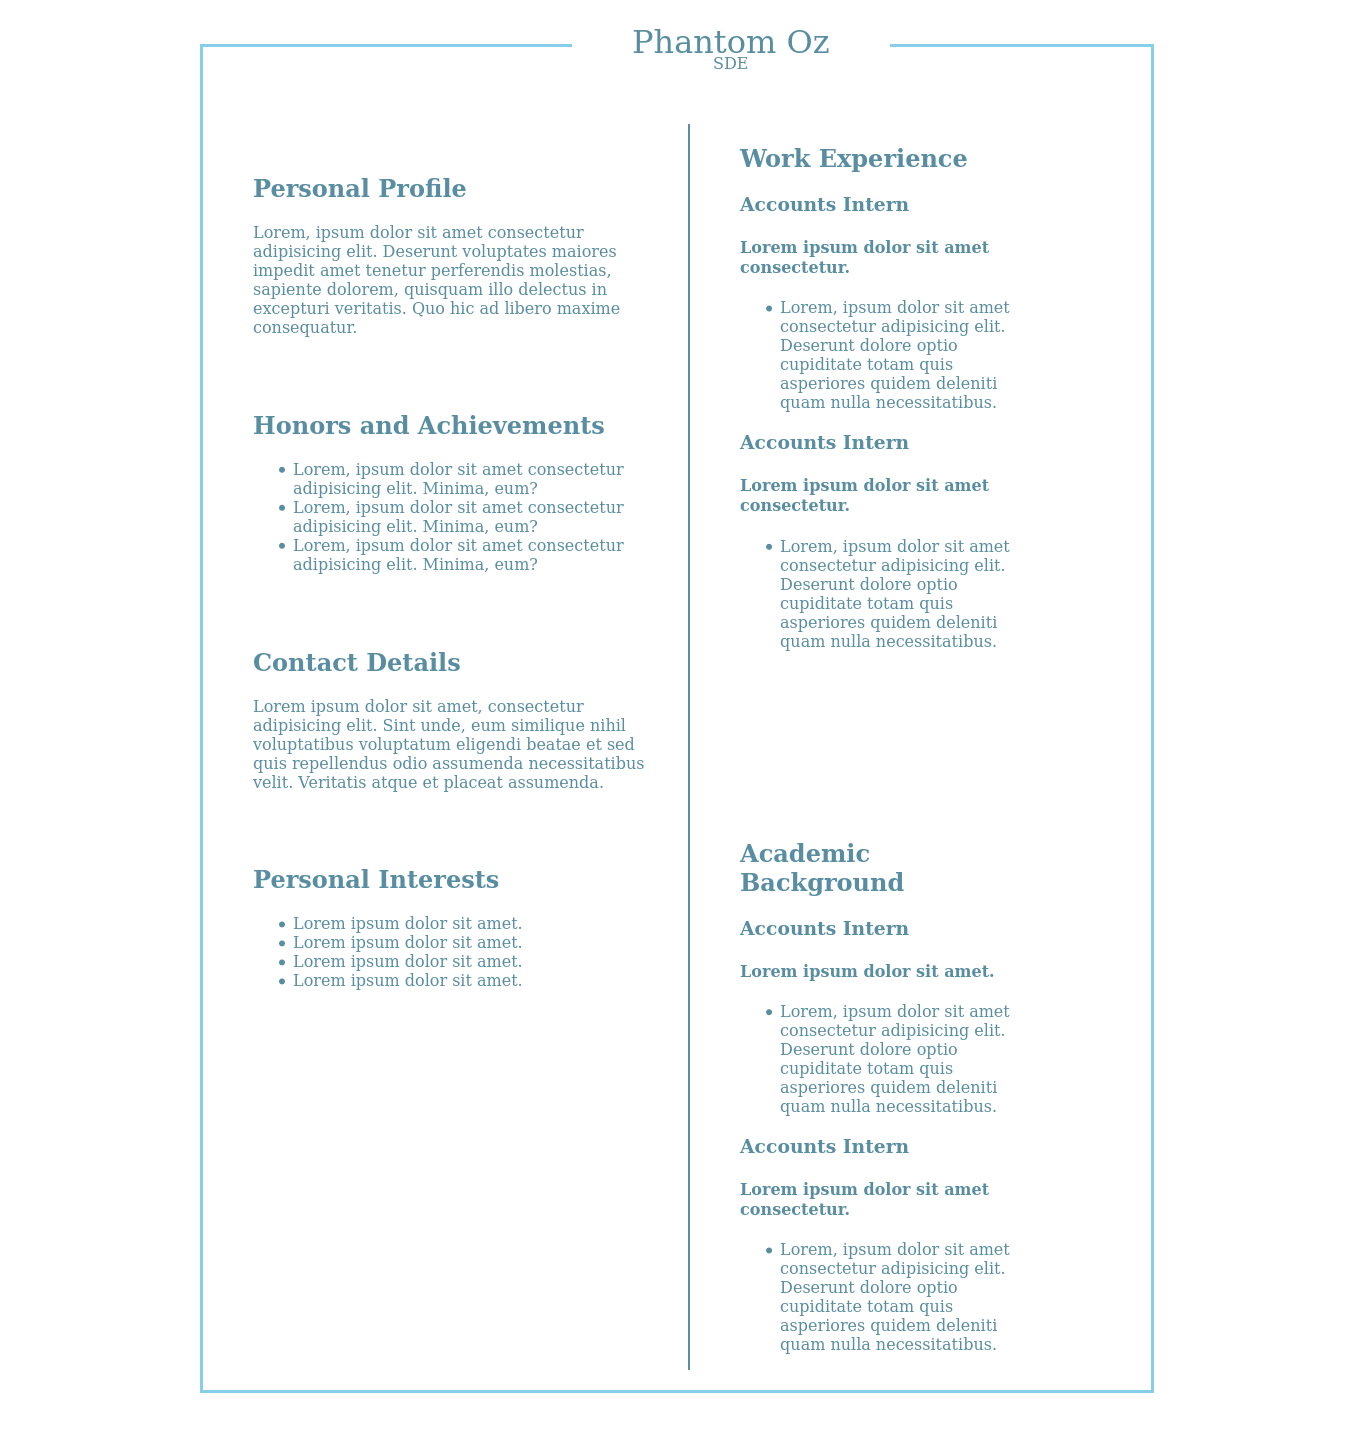 Phantom Oz
SDE
Personal Profile
Lorem, ipsum dolor sit amet consectetur
adipisicing elit. Deserunt voluptates maiores
impedit amet tenetur perferendis molestias,
sapiente dolorem, quisquam illo delectus in
excepturi veritatis. Quo hic ad libero maxime
consequatur.
Honors and Achievements
• Lorem, ipsum dolor sit amet consectetur
adipisicing elit. Minima, eum?
• Lorem, ipsum dolor sit amet consectetur
adipisicing elit. Minima, eum?
• Lorem, ipsum dolor sit amet consectetur
adipisicing elit. Minima, eum?
Contact Details
Lorem ipsum dolor sit amet, consectetur
adipisicing elit. Sint unde, eum similique nihil
voluptatibus voluptatum eligendi beatae et sed
quis repellendus odio assumenda necessitatibus
velit. Veritatis atque et placeat assumenda.
Personal Interests
• Lorem ipsum dolor sit amet.
• Lorem ipsum dolor sit amet.
• Lorem ipsum dolor sit amet.
• Lorem ipsum dolor sit amet.
Work Experience
Accounts Intern
Lorem ipsum dolor sit amet
consectetur.
• Lorem, ipsum dolor sit amet
consectetur adipisicing elit.
Deserunt dolore optio
cupiditate totam quis
asperiores quidem deleniti
quam nulla necessitatibus.
Accounts Intern
Lorem ipsum dolor sit amet
consectetur.
• Lorem, ipsum dolor sit amet
consectetur adipisicing elit.
Deserunt dolore optio
cupiditate totam quis
asperiores quidem deleniti
quam nulla necessitatibus.
Academic
Background
Accounts Intern
Lorem ipsum dolor sit amet.
• Lorem, ipsum dolor sit amet
consectetur adipisicing elit.
Deserunt dolore optio
cupiditate totam quis
asperiores quidem deleniti
quam nulla necessitatibus.
Accounts Intern
Lorem ipsum dolor sit amet
consectetur.
• Lorem, ipsum dolor sit amet
consectetur adipisicing elit.
Deserunt dolore optio
cupiditate totam quis
asperiores quidem deleniti
quam nulla necessitatibus.